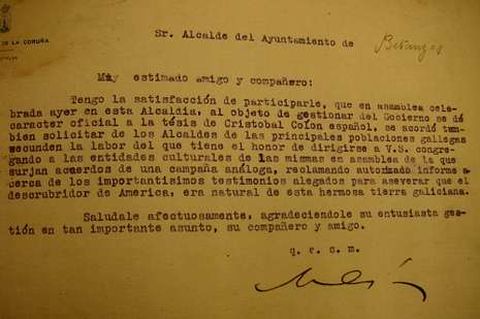 DE LA CORUÑA
Sr. Alcalde del Ayuntamiento de Betanzos
Muy estimado amigo y compañero:
Tengo la satisfacción de participarle, que en asamblea cele-
brada ayer en esta Alcaldía, al objeto de gestionar del Gobierno se dé
caracter oficial a la tésis de Cristobal Colon español, se acordó tam-
bien solicitar de los Alcaldes de las principales poblaciones gallegas
secunden la labor del que tiene el honor de dirigirse a V.S. congre-
gando a las entidades culturales de las mismas en asamblea de la que
surjan acuerdos de una campaña análoga, reclamando autorizado informe a
cerca de los importantisimos testimonios alegados para aseverar que el
descrubridor de America, era natural de esta hermosa tierra galiciana.
Saludale afectuosamente, agradeciendole su entusiasta ges-
tión en tan importante asunto, su compañero y amigo.
q. e. s. m.